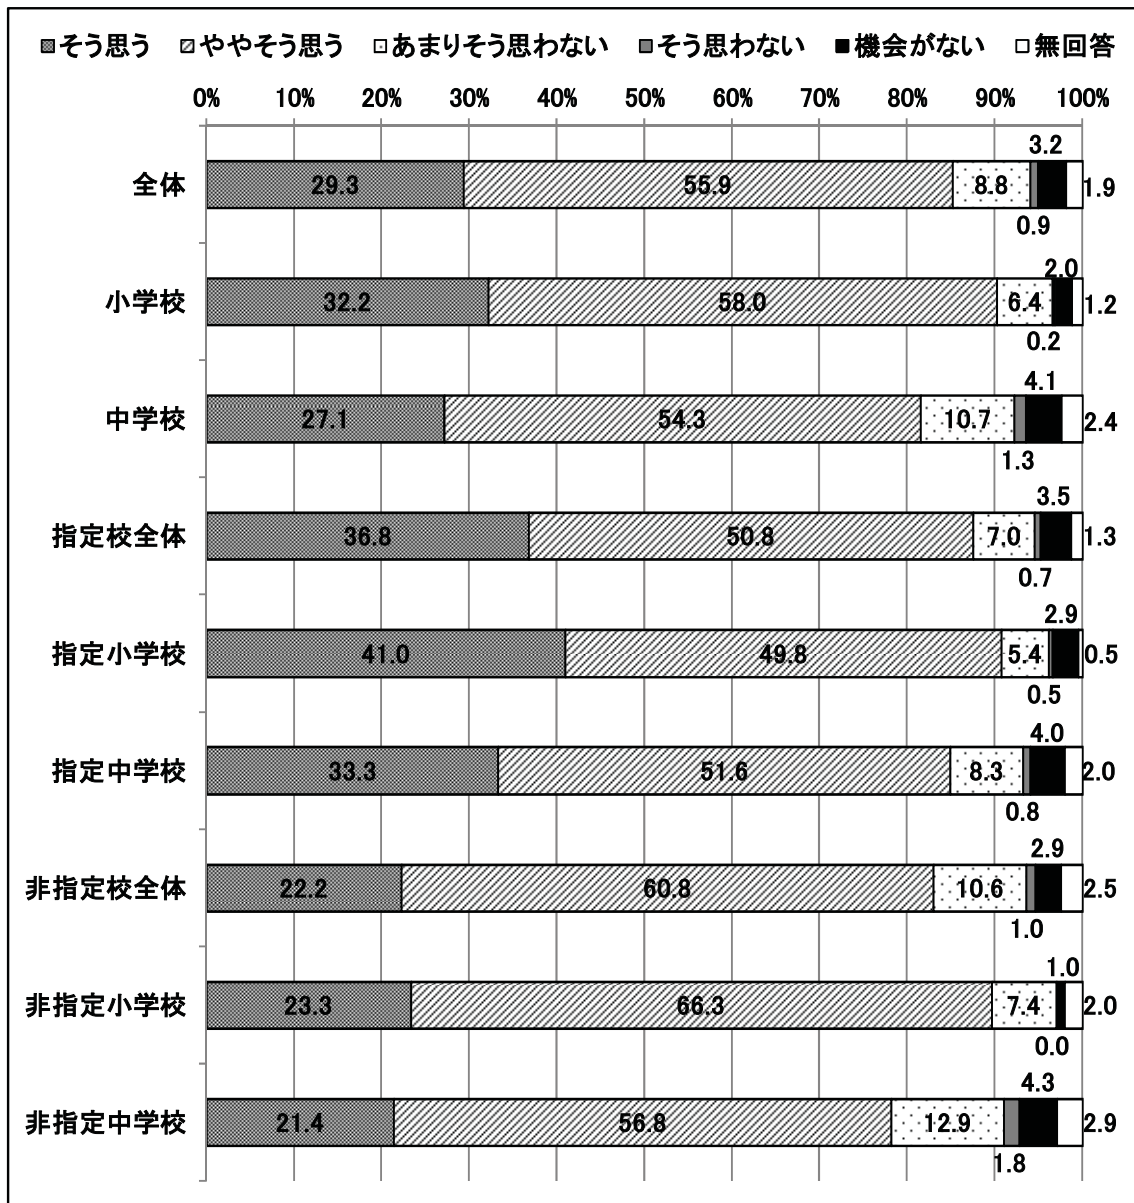 そう思う ややそう思う あまりそう思わない そう思わない 機会がない 無回答
0% 10% 20% 30% 40% 50% 60% 70% 80% 90% 100%
3.2
全体 29.3 55.9 8.8 1.9
0.9
2.0
小学校 32.2 58.0 6.4 1.2
0.2
4.1
中学校 27.1 54.3 10.7 2.4
1.3
3.5
指定校全体 36.8 50.8 7.0 1.3
0.7
2.9
指定小学校 41.0 49.8 5.4 0.5
0.5
4.0
指定中学校 33.3 51.6 8.3 2.0
0.8
2.9
非指定校全体 22.2 60.8 10.6 2.5
1.0
1.0
非指定小学校 23.3 66.3 7.4 2.0
0.0
4.3
非指定中学校 21.4 56.8 12.9 2.9
1.8